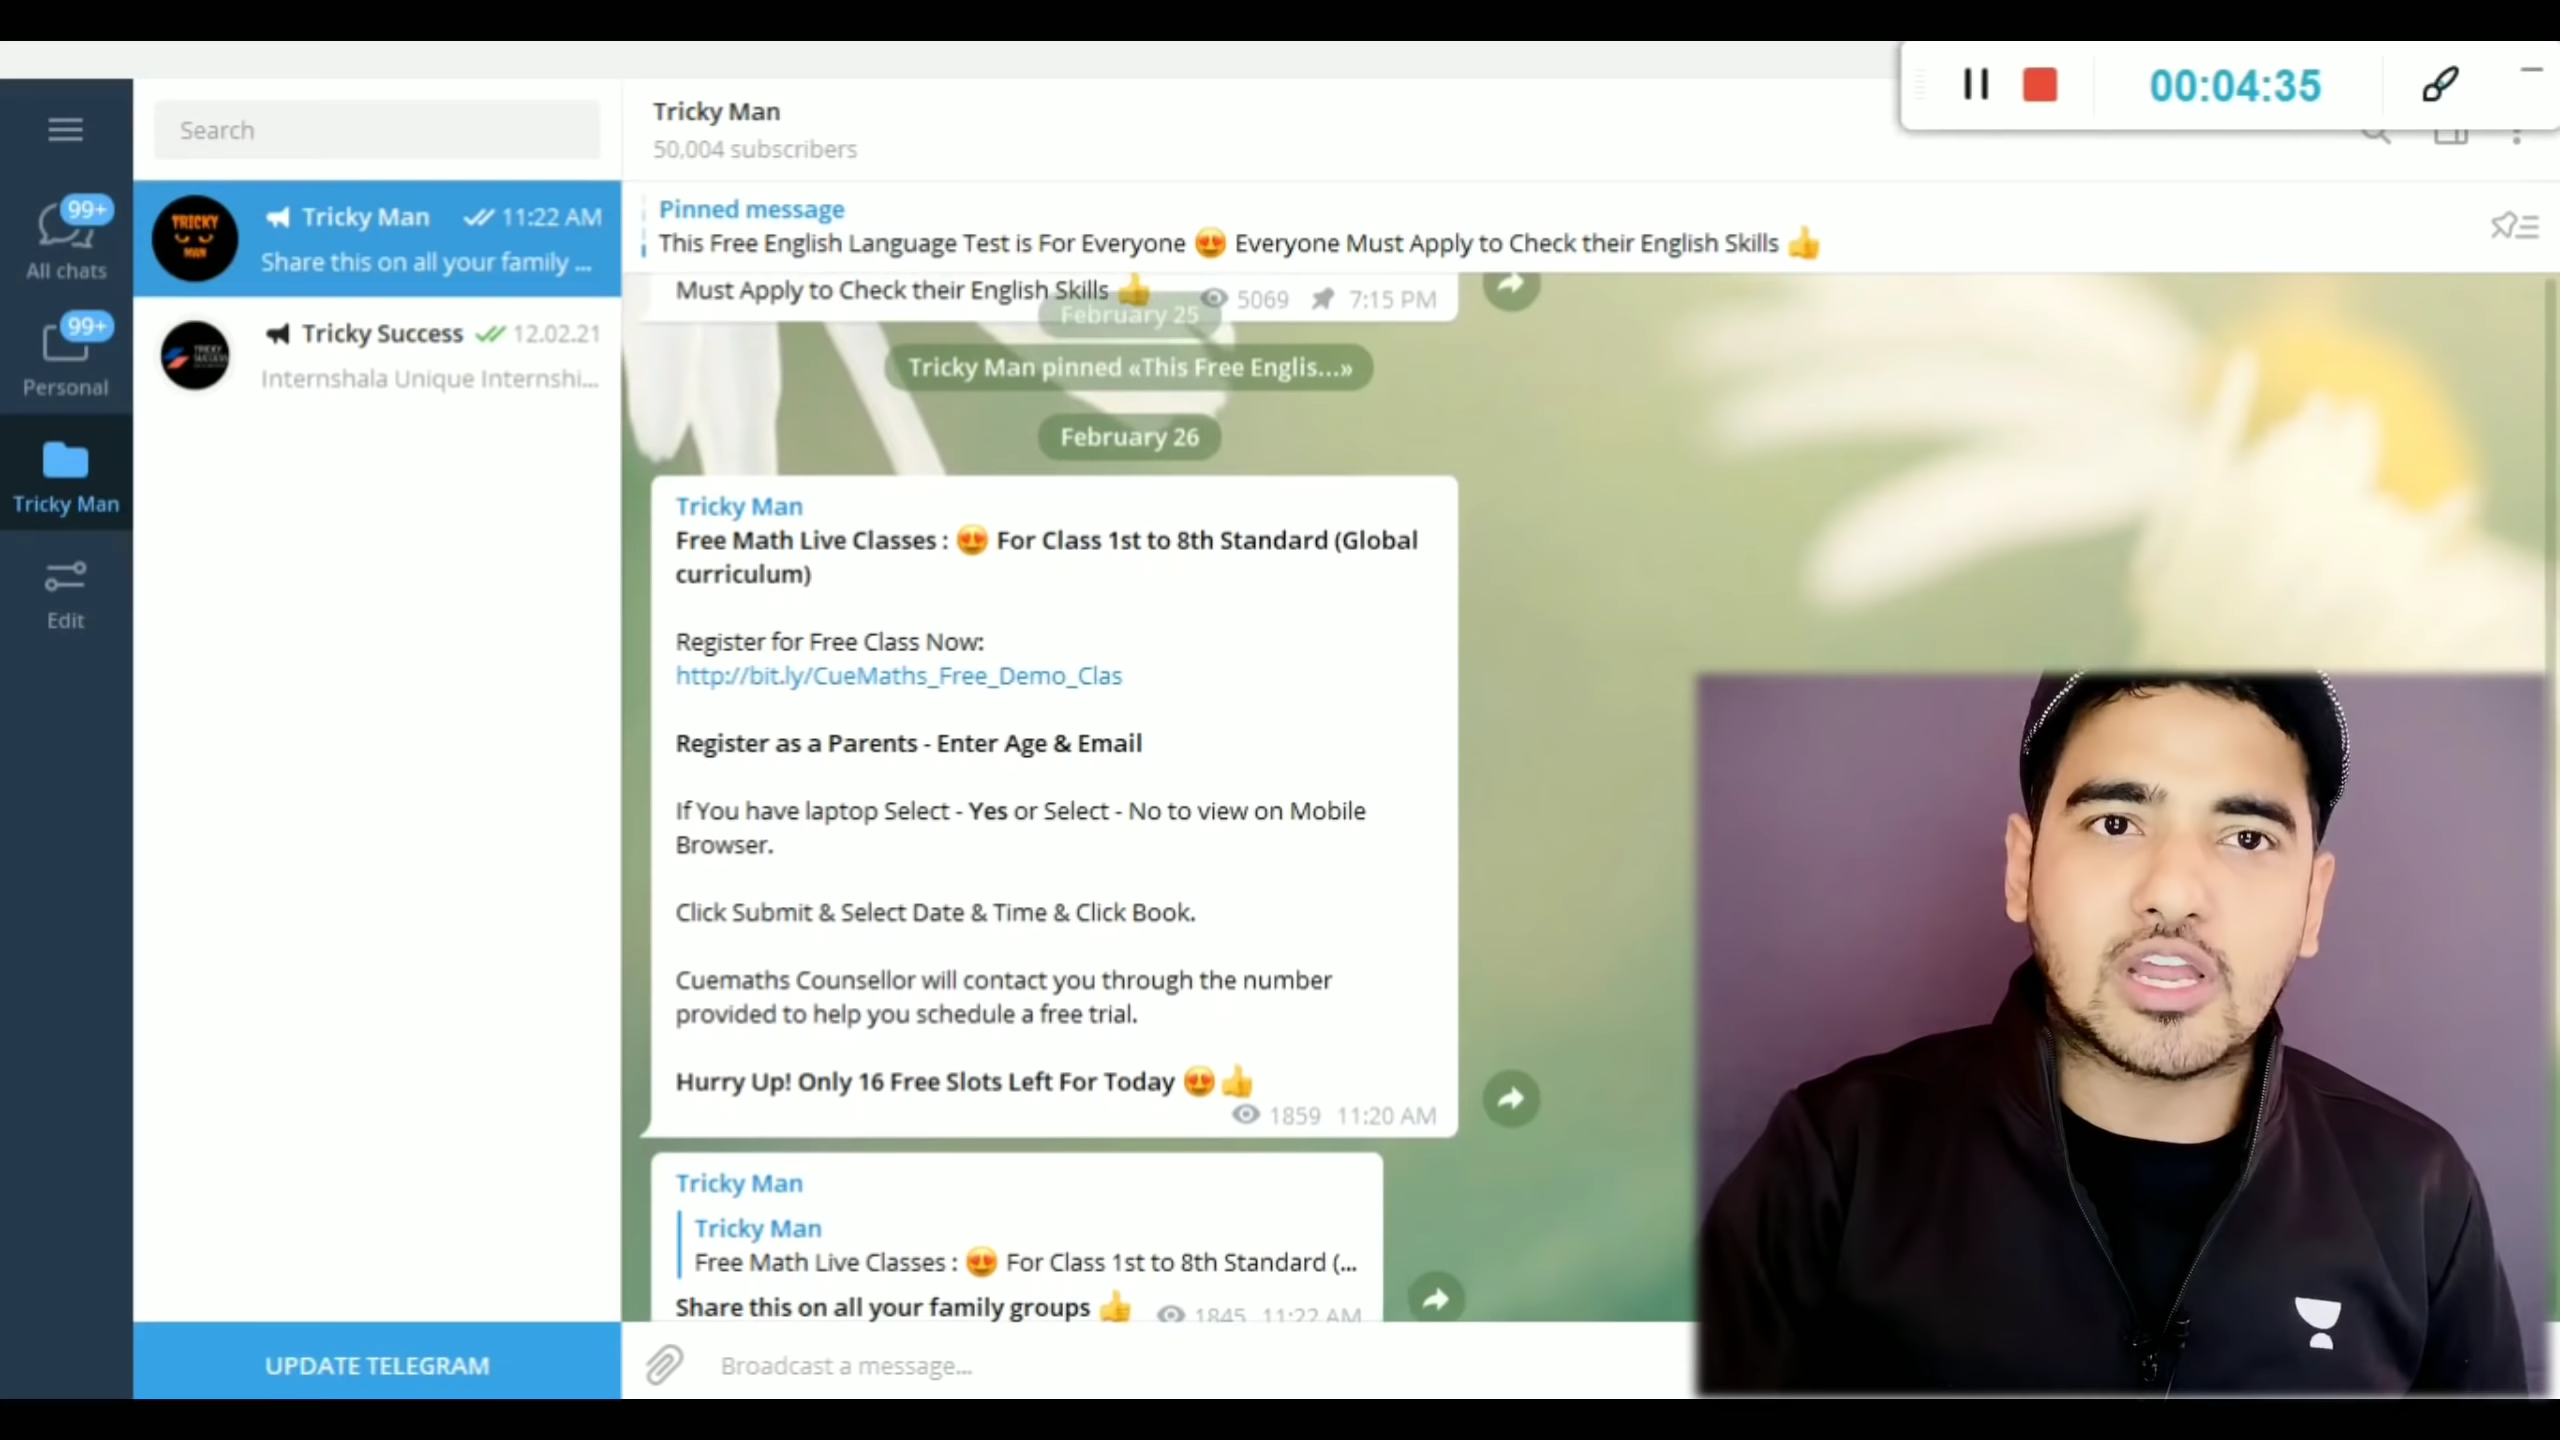 00:04:35
Search
Tricky Man
50,004 subscribers
99+
All chats
99+
Personal
Tricky Man
Edit
TRICKY
MAN
Tricky Man 11:22 AM
Share this on all your family ...
Tricky Success 12.02.21
Internshala Unique Internshi...
UPDATE TELEGRAM
Pinned message
This Free English Language Test is For Everyone 😍 Everyone Must Apply to Check their English Skills 👍
Must Apply to Check their English Skills 👍 5069 7:15 PM
February 25
Tricky Man pinned «This Free Englis...»
February 26
Tricky Man
Free Math Live Classes : 😍 For Class 1st to 8th Standard (Global
curriculum)
Register for Free Class Now:
http://bit.ly/CueMaths_Free_Demo_Clas
Register as a Parents - Enter Age & Email
If You have laptop Select - Yes or Select - No to view on Mobile
Browser.
Click Submit & Select Date & Time & Click Book.
Cuemaths Counsellor will contact you through the number
provided to help you schedule a free trial.
Hurry Up! Only 16 Free Slots Left For Today 😍👍
1859 11:20 AM
Tricky Man
Tricky Man
Free Math Live Classes : 😍 For Class 1st to 8th Standard (...
Share this on all your family groups 👍 1845 11:22 AM
Broadcast a message...